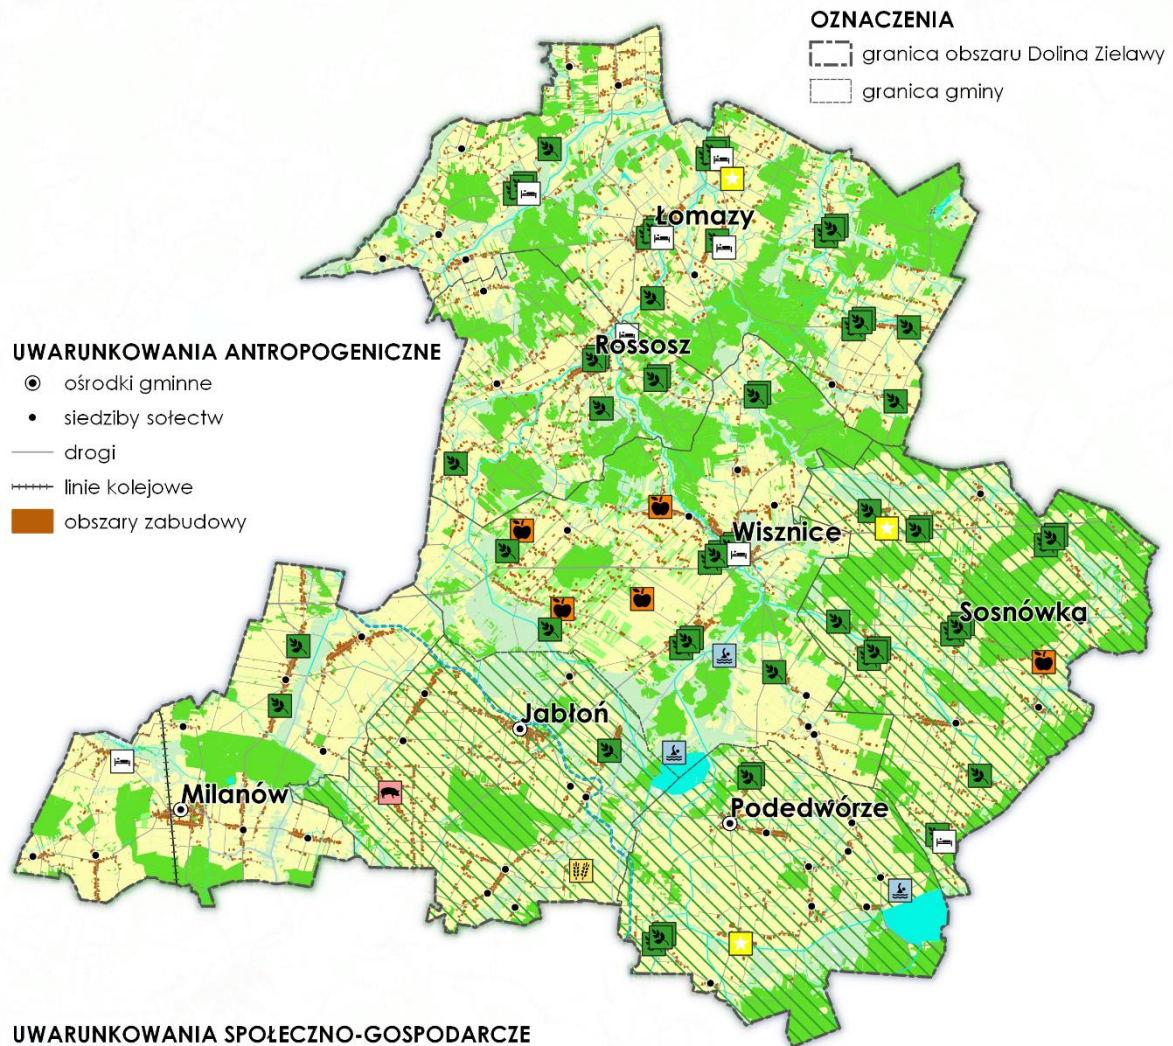 OZNACZENIA
granica obszaru Dolina Zielawy
granica gminy
Łomazy
Rossosz
UWARUNKOWANIA ANTROPOGENICZNE
ośrodki gminne
siedziby sołectw
drogi
linie kolejowe
obszary zabudowy
Wisznice
Sosnówka
Jabłoń
Milanów
Podedwórze
UWARUNKOWANIA SPOŁECZNO-GOSPODARCZE